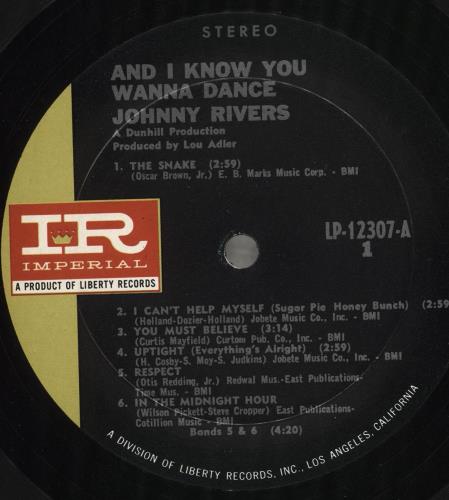 STEREO
AND I KNOW YOU
WANNA DANCE
JOHNNY RIVERS
A Dunhill Production
Produced by Lou Adler
1. THE SNAKE (2:59)
(Oscar Brown, Jr.) E. B. Marks Music Corp. - BMI
IR
IMPERIAL
A PRODUCT OF LIBERTY RECORDS
LP-12307-A
1
2. I CAN'T HELP MYSELF (Sugar Pie Honey Bunch) (2:59)
(Holland-Dozier-Holland) Jobete Music Co., Inc. - BMI
3. YOU MUST BELIEVE (3:14)
(Curtis Mayfield) Curtom Pub. Co., Inc. - BMI
4. UPTIGHT (Everything's Alright) (2:59)
(H. Cosby-S. Moy-S. Judkins) Jobete Music Co., Inc. - BMI
5. RESPECT
(Otis Redding, Jr.) Redwal Mus.-East Publications-
Time Mus. - BMI
6. IN THE MIDNIGHT HOUR
(Wilson Pickett-Steve Cropper) East Publications-
Cotillion Music - BMI
Bands 5 & 6 (4:20)
A DIVISION OF LIBERTY RECORDS, INC., LOS ANGELES, CALIFORNIA